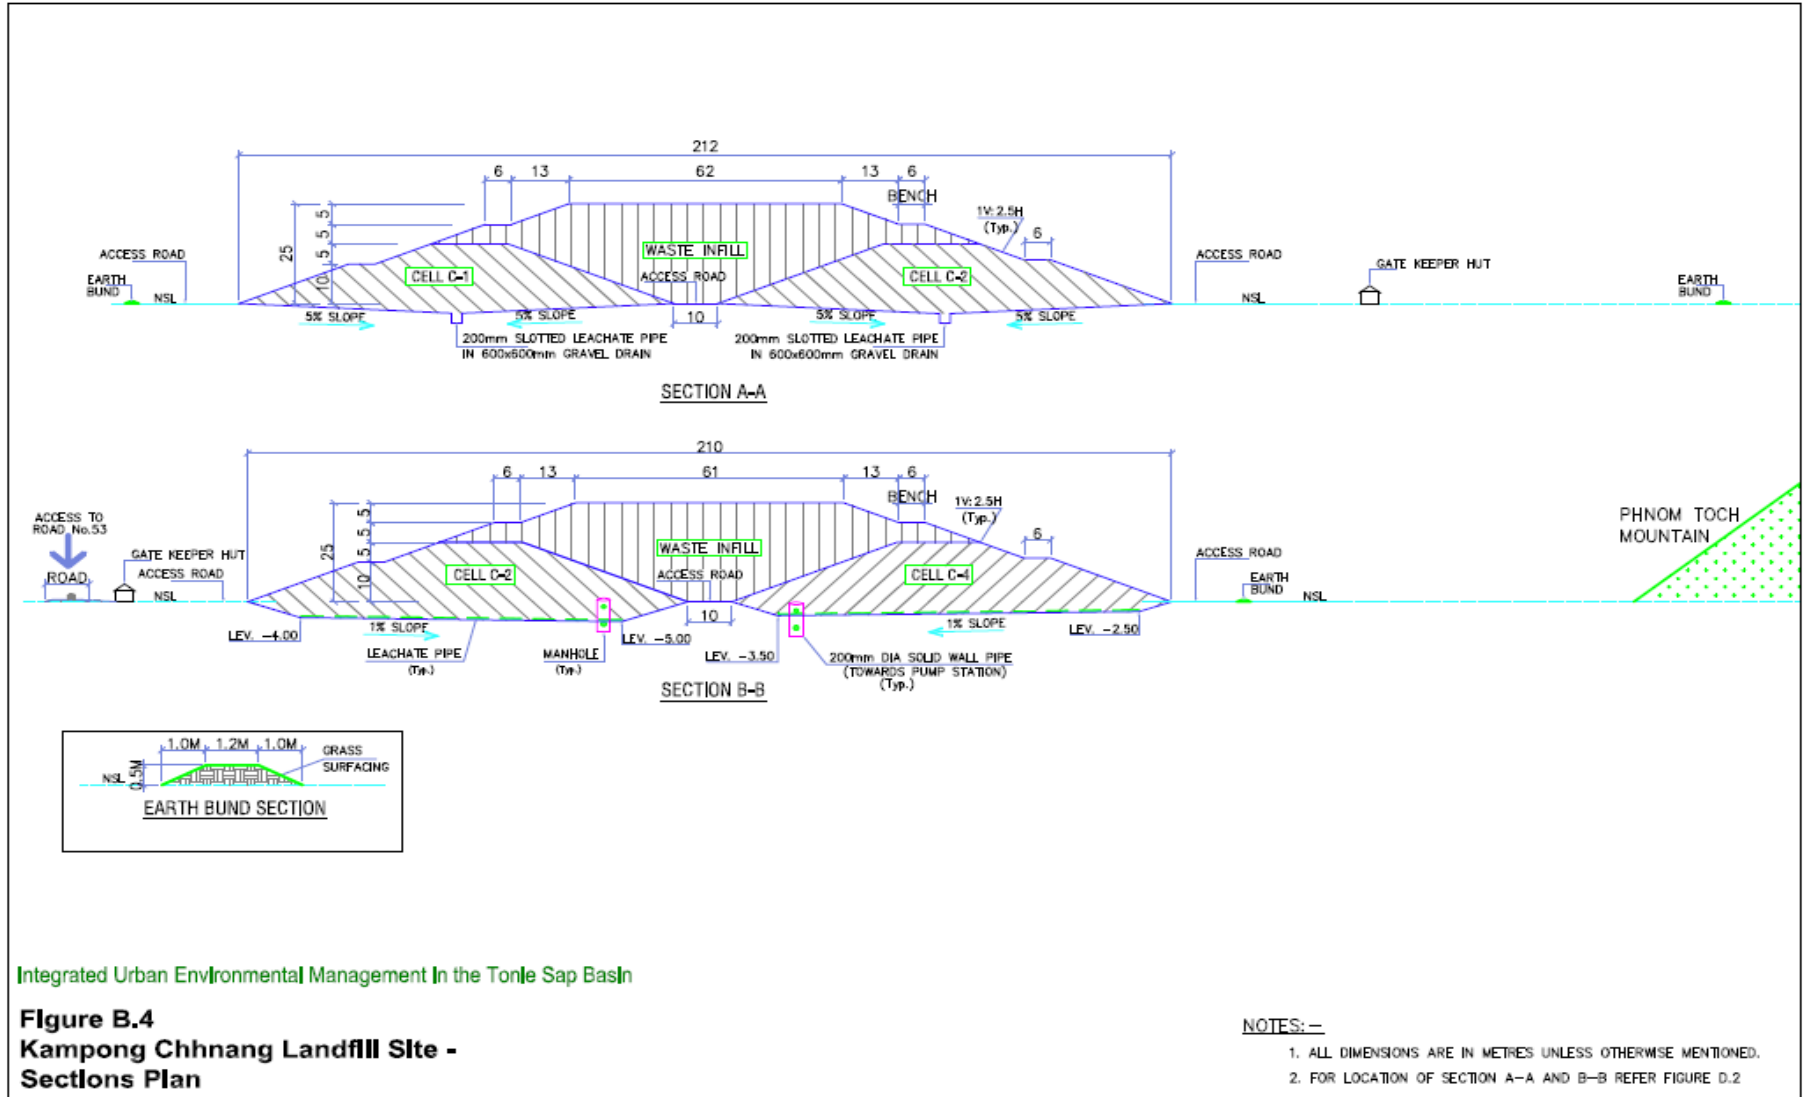 212
6 13 62 13 6
BENCH
1V:2.5H
(Typ.)
6
25
5
5
5
10
WASTE INFILL
ACCESS ROAD
CELL C-1
CELL C-2
ACCESS ROAD
EARTH
BUND
NSL
ACCESS ROAD
GATE KEEPER HUT
NSL
EARTH
BUND
5% SLOPE
5% SLOPE
10
5% SLOPE
5% SLOPE
200mm SLOTTED LEACHATE PIPE
IN 600x600mm GRAVEL DRAIN
200mm SLOTTED LEACHATE PIPE
IN 600x600mm GRAVEL DRAIN
SECTION A-A
210
6 13 61 13 6
BENCH
1V:2.5H
(Typ.)
6
25
5
5
5
10
WASTE INFILL
ACCESS ROAD
CELL C-2
CELL C-4
ACCESS TO
ROAD No.53
ROAD
GATE KEEPER HUT
ACCESS ROAD
NSL
ACCESS ROAD
EARTH
BUND
NSL
PHNOM TOCH
MOUNTAIN
LEV. -4.00
1% SLOPE
LEACHATE PIPE
(Typ.)
MANHOLE
(Typ.)
LEV. -5.00
10
LEV. -3.50
200mm DIA SOLID WALL PIPE
(TOWARDS PUMP STATION)
(Typ.)
1% SLOPE
LEV. -2.50
SECTION B-B
1.0M 1.2M 1.0M
GRASS
SURFACING
NSL
0.5M
EARTH BUND SECTION
Integrated Urban Environmental Management in the Tonle Sap Basin
Figure B.4
Kampong Chhnang Landfill Site -
Sections Plan
NOTES: -
1. ALL DIMENSIONS ARE IN METRES UNLESS OTHERWISE MENTIONED.
2. FOR LOCATION OF SECTION A-A AND B-B REFER FIGURE D.2